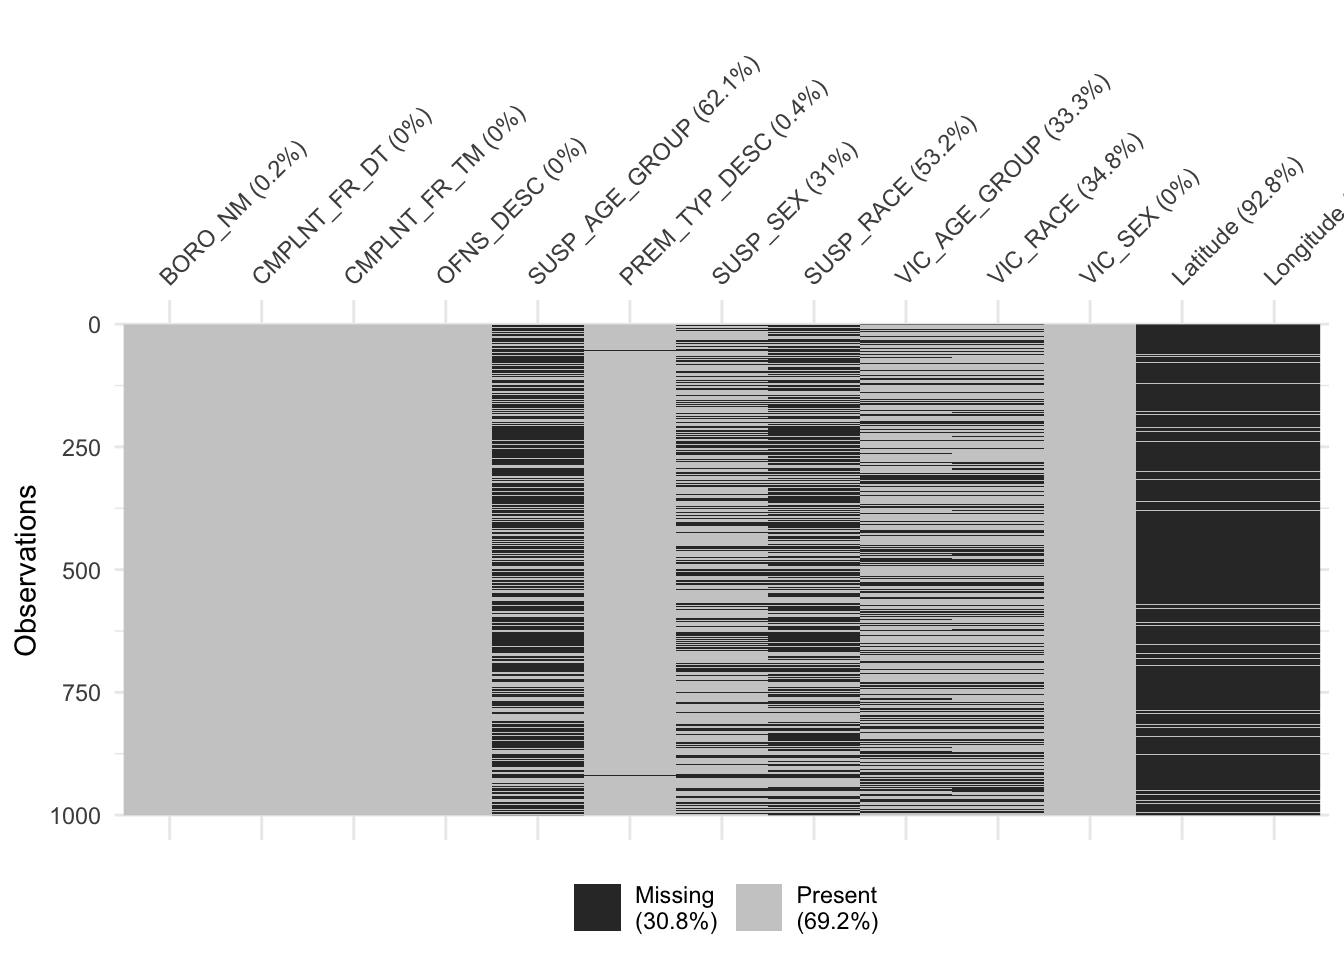 BORO_NM (0.2%)
CMPLNT_FR_DT (0%)
CMPLNT_FR_TM (0%)
OFNS_DESC (0%)
SUSP_AGE_GROUP (62.1%)
PREM_TYP_DESC (0.4%)
SUSP_SEX (31%)
SUSP_RACE (53.2%)
VIC_AGE_GROUP (33.3%)
VIC_RACE (34.8%)
VIC_SEX (0%)
Latitude (92.8%)
Longitude
0
250
500
750
1000
Observations
Missing
(30.8%)
Present
(69.2%)